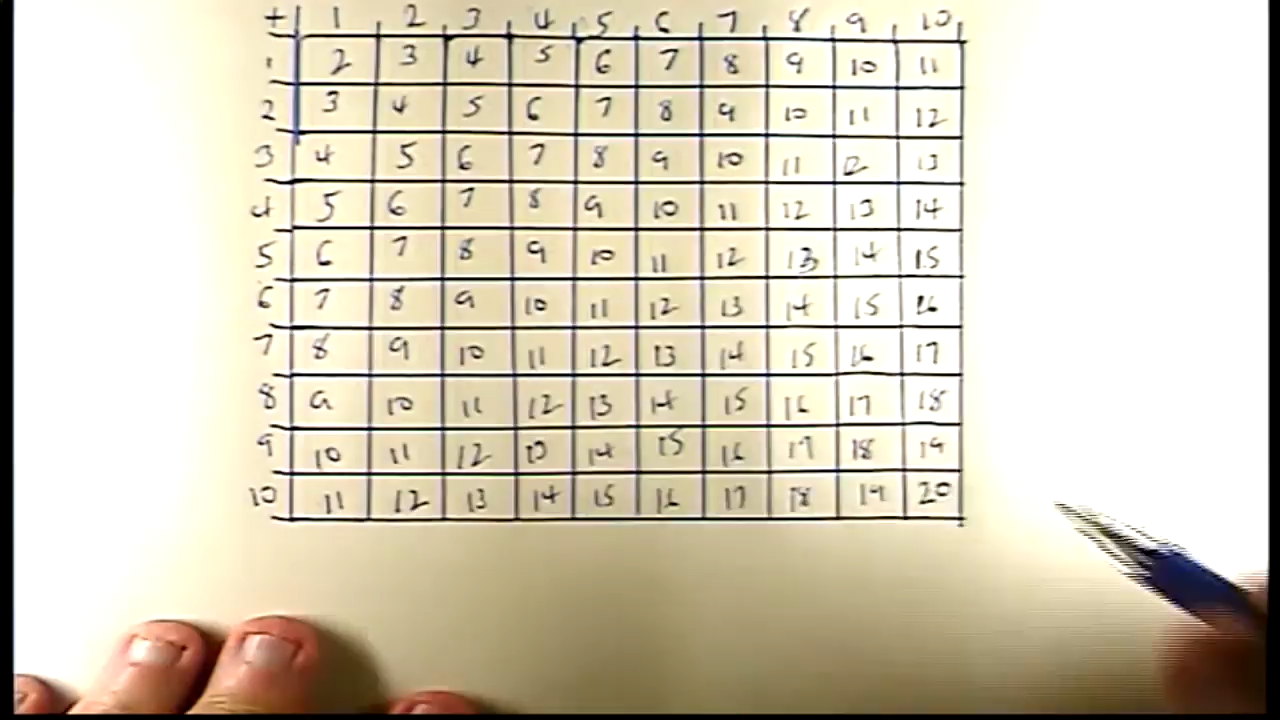 + 1 2 3 4 5 6 7 8 9 10
1 2 3 4 5 6 7 8 9 10 11
2 3 4 5 6 7 8 9 10 11 12
3 4 5 6 7 8 9 10 11 12 13
4 5 6 7 8 9 10 11 12 13 14
5 6 7 8 9 10 11 12 13 14 15
6 7 8 9 10 11 12 13 14 15 16
7 8 9 10 11 12 13 14 15 16 17
8 9 10 11 12 13 14 15 16 17 18
9 10 11 12 13 14 15 16 17 18 19
10 11 12 13 14 15 16 17 18 19 20